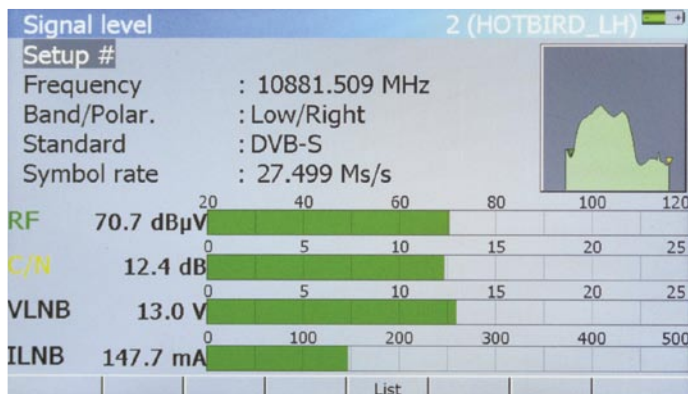 Signal level 2 (HOTBIRD_LH)
Setup #
Frequency : 10881.509 MHz
Band/Polar. : Low/Right
Standard : DVB-S
Symbol rate : 27.499 Ms/s
20 40 60 80 100 120
RF 70.7 dBµV
0 5 10 15 20 25
C/N 12.4 dB
0 5 10 15 20 25
VLNB 13.0 V
0 100 200 300 400 500
ILNB 147.7 mA
List